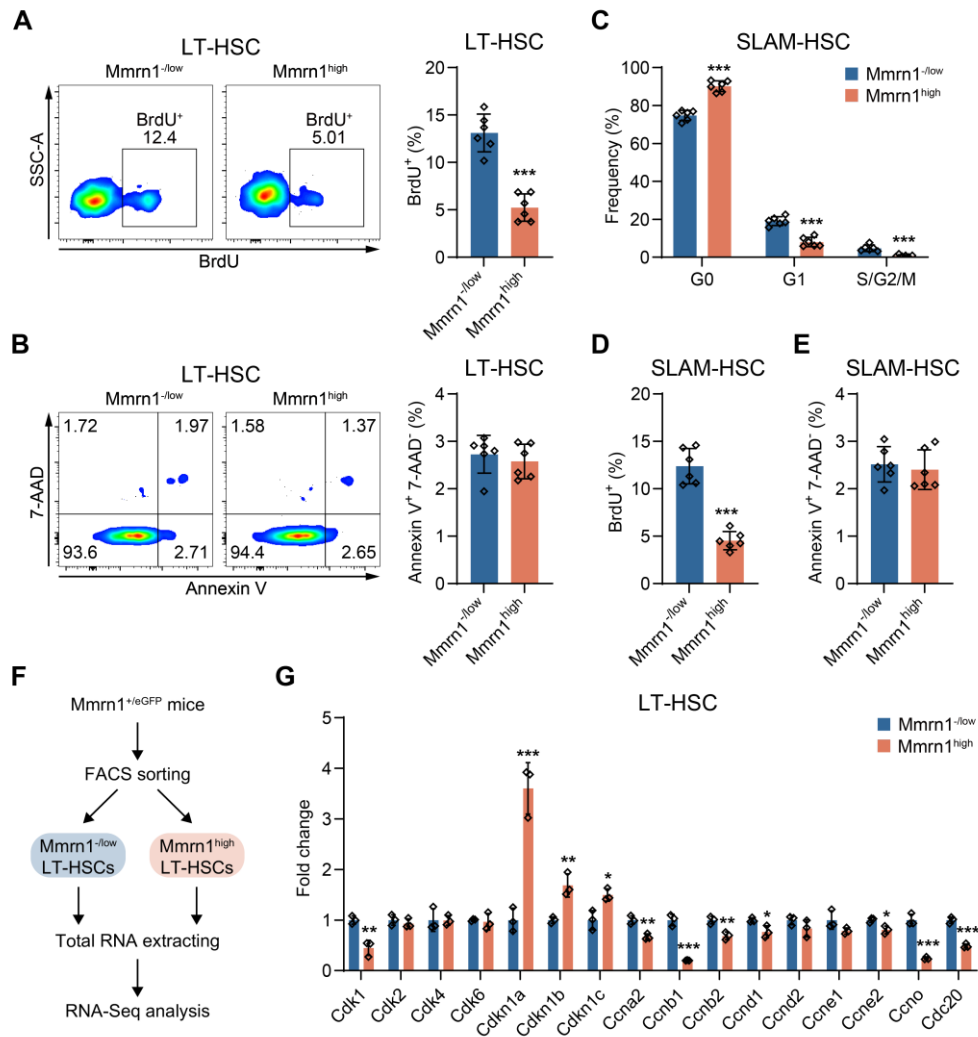 A
LT-HSC
Mmrn1-/low
Mmrn1high
BrdU+
12.4
BrdU+
5.01
SSC-A
BrdU
LT-HSC
BrdU+ (%)
20
15
10
5
0
***
Mmrn1-/low
Mmrn1high
C
SLAM-HSC
Mmrn1-/low
Mmrn1high
Frequency (%)
100
80
60
40
20
0
***
***
***
G0
G1
S/G2/M
B
LT-HSC
Mmrn1-/low
Mmrn1high
1.72
1.97
93.6
2.71
1.58
1.37
94.4
2.65
7-AAD
Annexin V
LT-HSC
Annexin V+ 7-AAD- (%)
4
3
2
1
0
Mmrn1-/low
Mmrn1high
D
SLAM-HSC
BrdU+ (%)
20
15
10
5
0
***
Mmrn1-/low
Mmrn1high
E
SLAM-HSC
Annexin V+ 7-AAD- (%)
4
3
2
1
0
Mmrn1-/low
Mmrn1high
F
Mmrn1+/eGFP mice
FACS sorting
Mmrn1-/low
LT-HSCs
Mmrn1high
LT-HSCs
Total RNA extracting
RNA-Seq analysis
G
LT-HSC
Mmrn1-/low
Mmrn1high
Fold change
5
4
3
2
1
0
**
***
**
*
**
***
**
*
*
***
***
Cdk1
Cdk2
Cdk4
Cdk6
Cdkn1a
Cdkn1b
Cdkn1c
Ccna2
Ccnb1
Ccnb2
Ccnd1
Ccnd2
Ccne1
Ccne2
Ccno
Cdc20